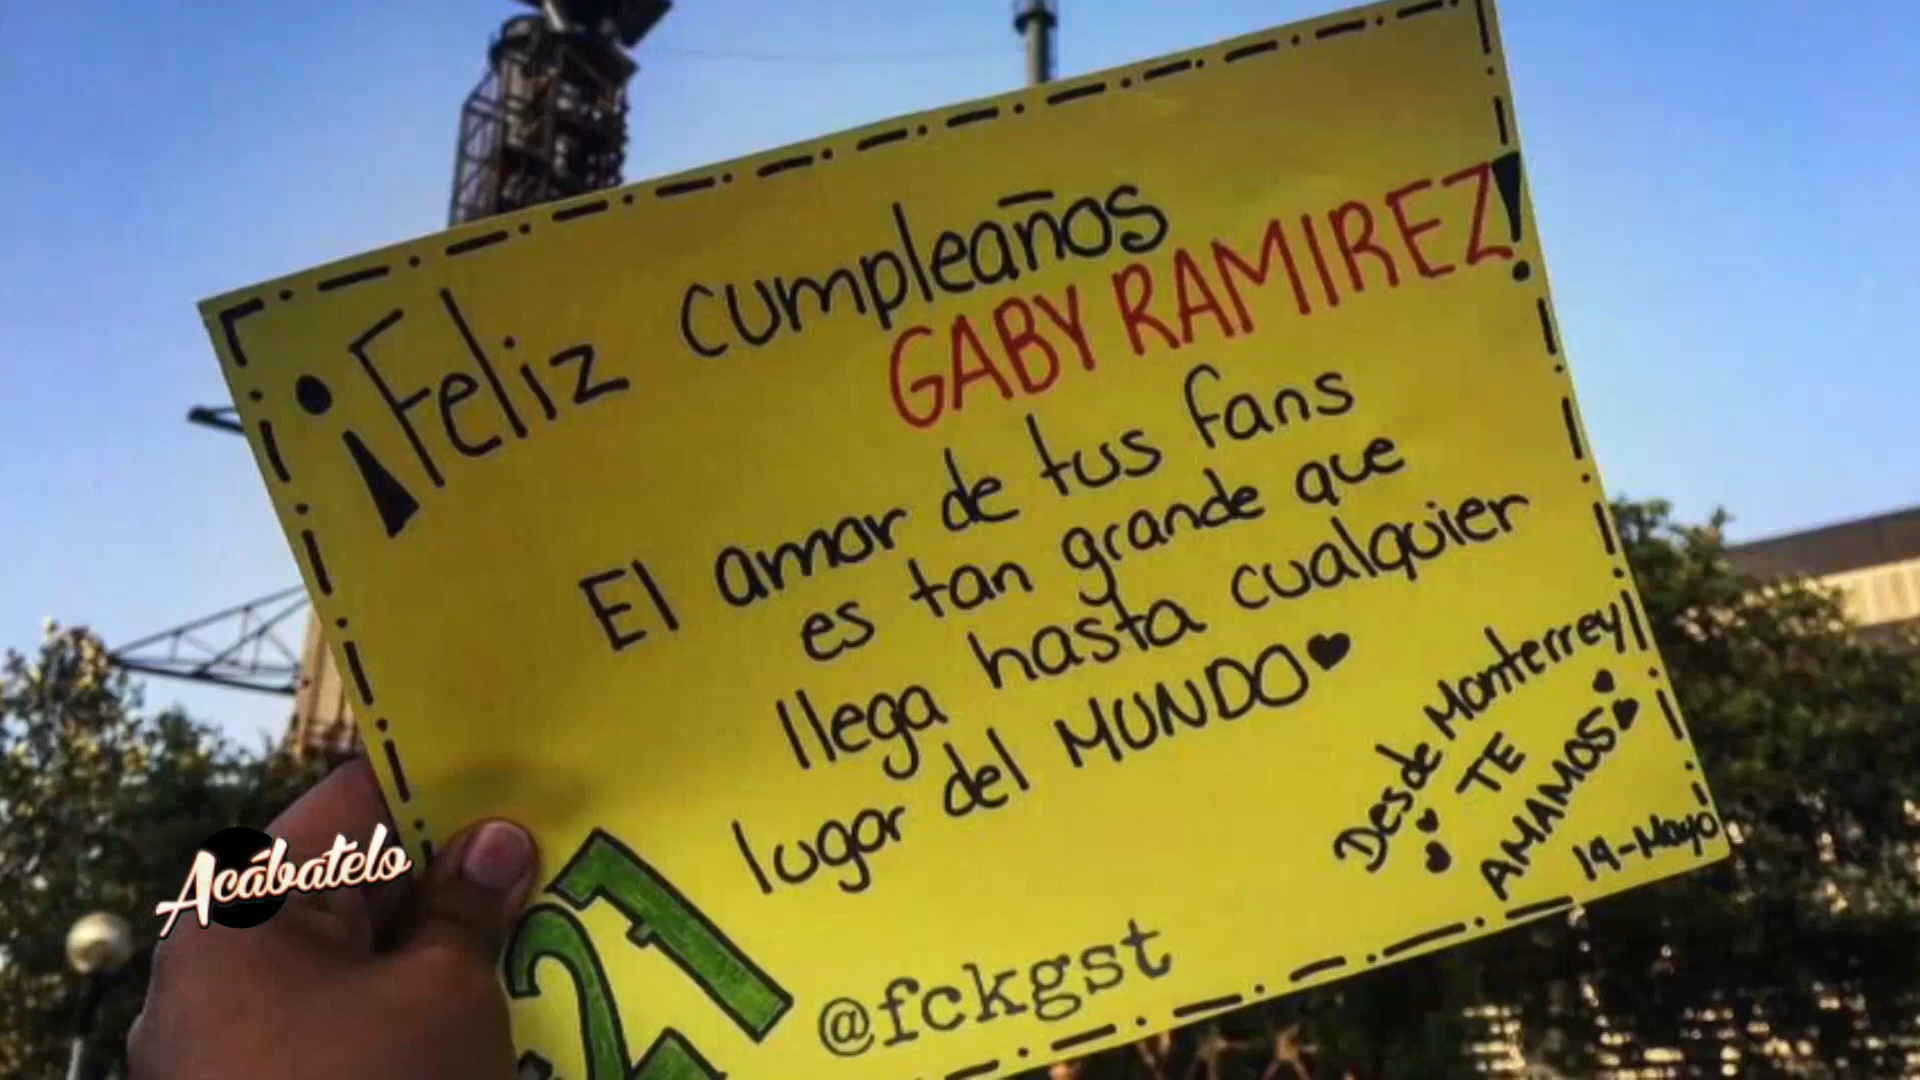 ¡Feliz cumpleaños
GABY RAMIREZ!
El amor de tus fans
es tan grande que
llega hasta cualquier
lugar del MUNDO
Desde Monterrey
TE
AMAMOS
19-Mayo
@fckgst
21
Acábatelo